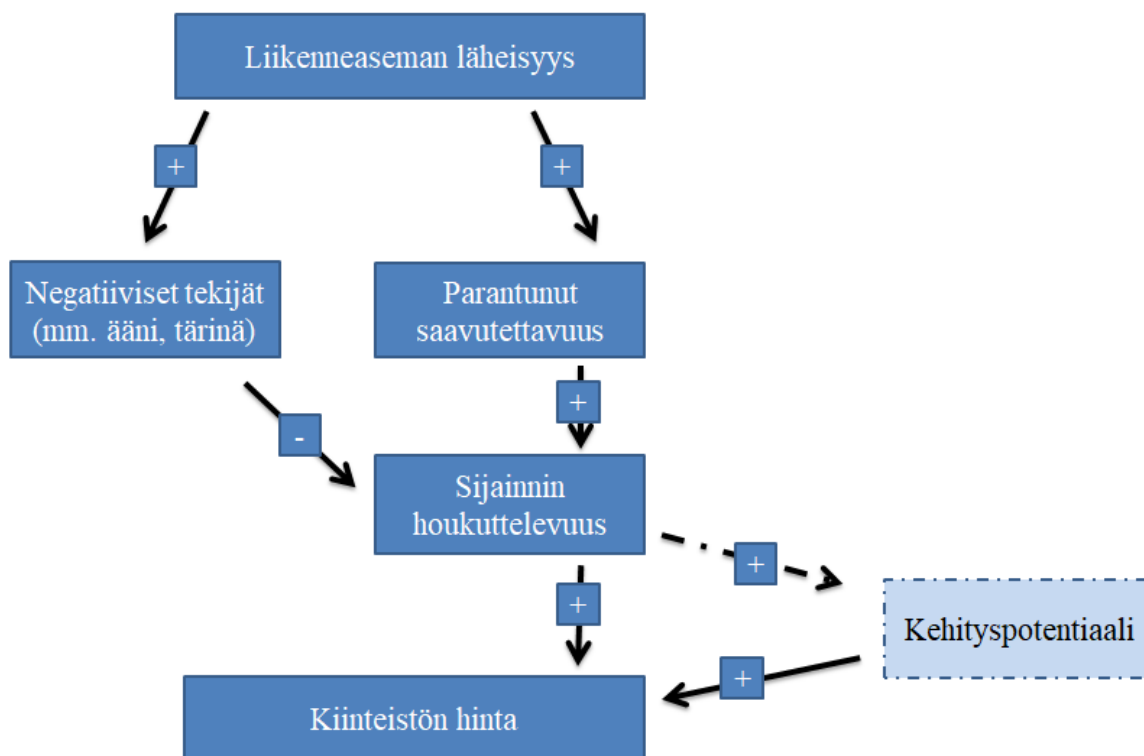 Liikenneaseman läheisyys
+
+
Negatiiviset tekijät
(mm. ääni, tärinä)
Parantunut
saavutettavuus
+
-
Sijainnin
houkuttelevuus
+
+
Kehityspotentiaali
+
Kiinteistön hinta